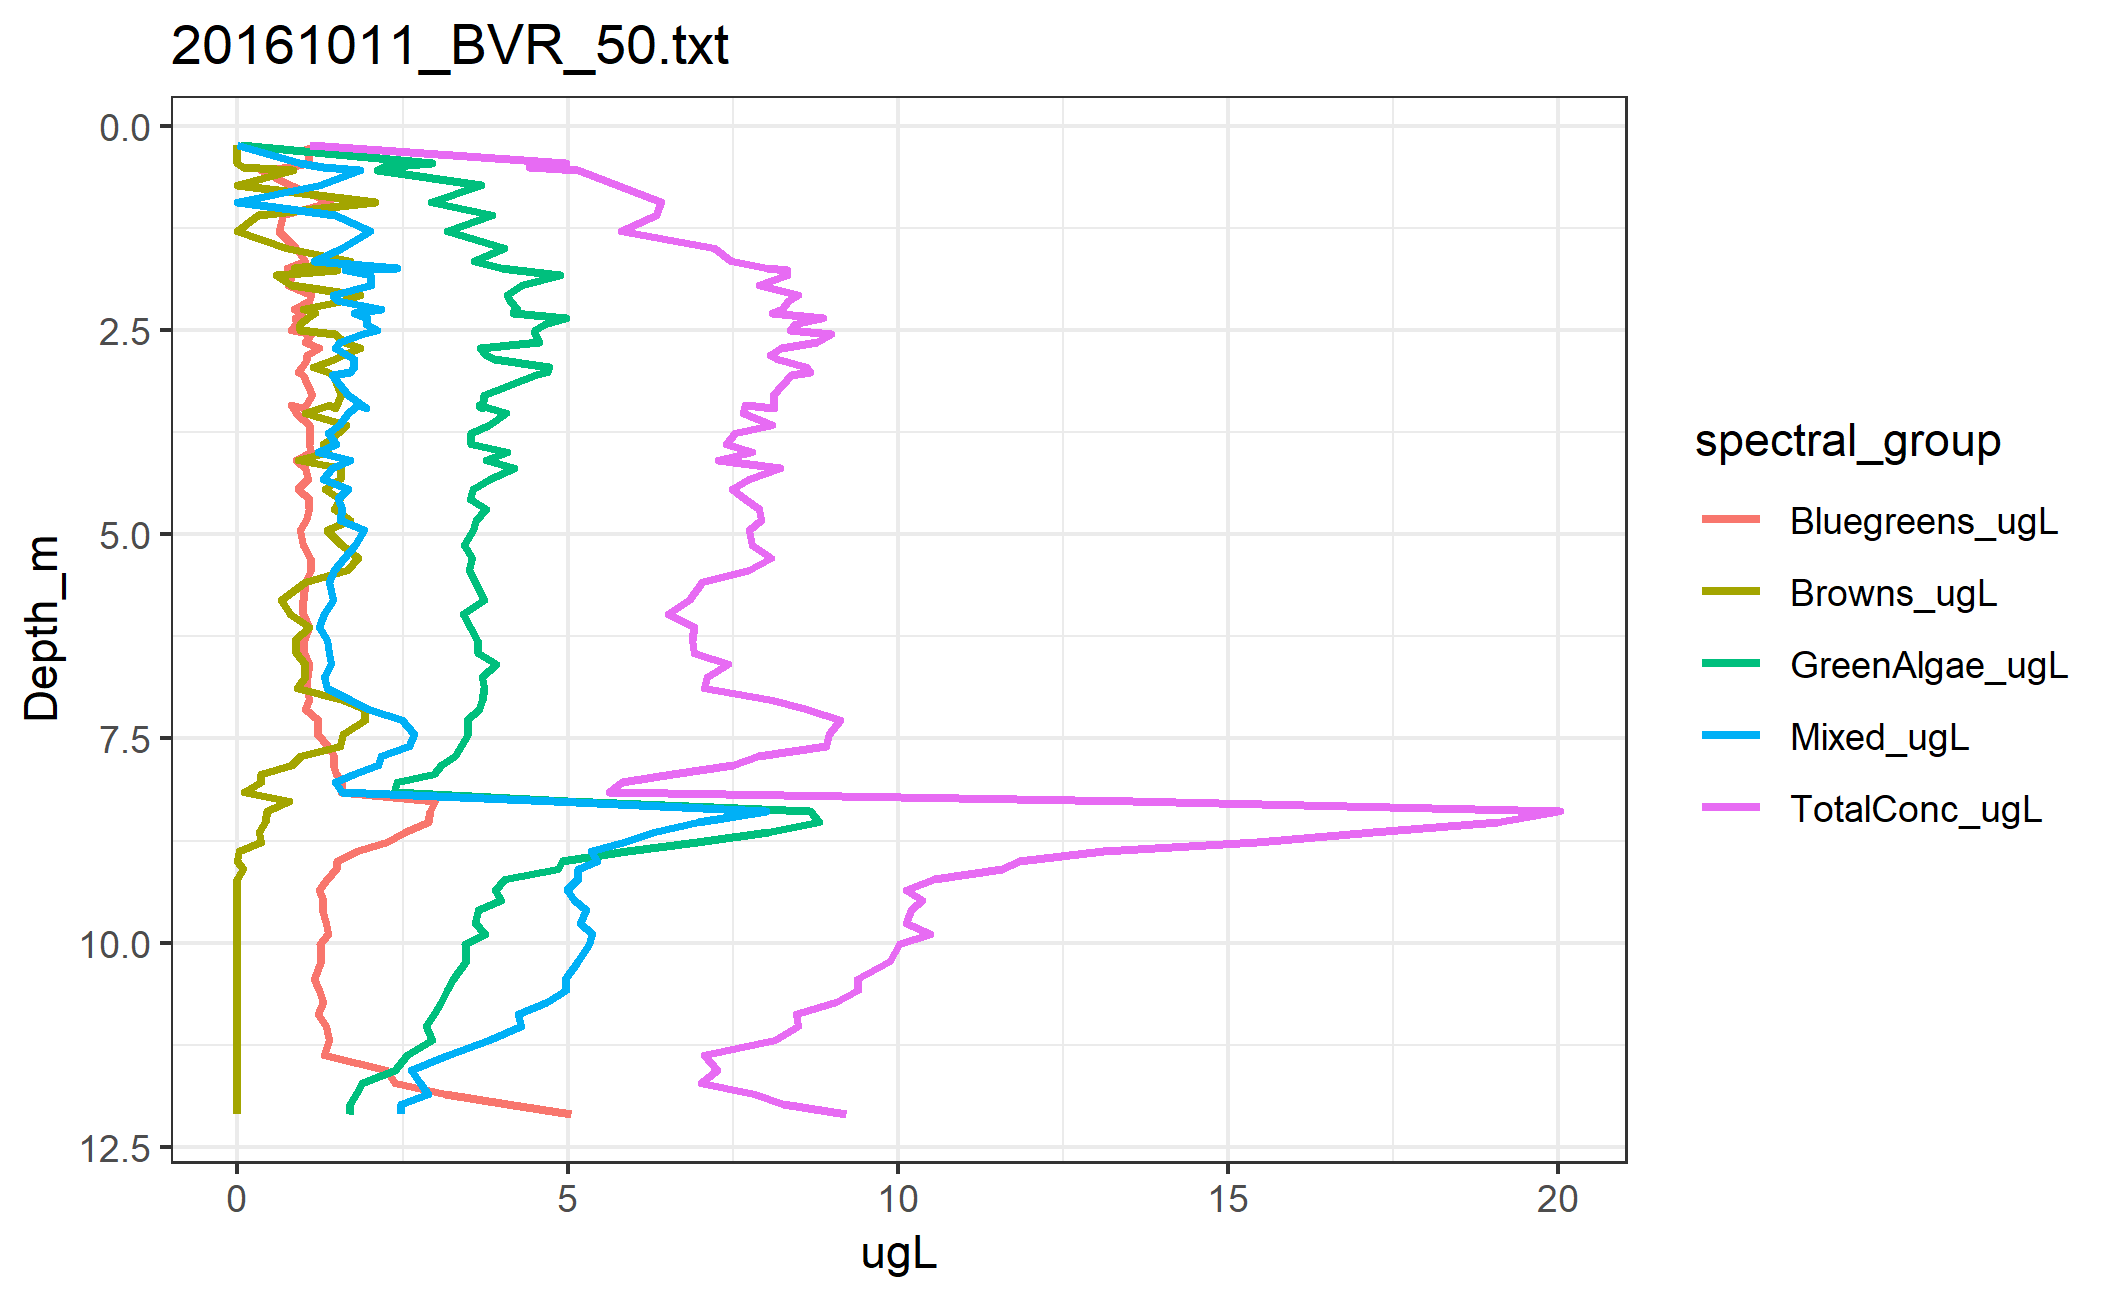 20161011_BVR_50.txt
Depth_m
0.0
2.5
5.0
7.5
10.0
12.5
0 5 10 15 20
ugL
spectral_group
Bluegreens_ugL
Browns_ugL
GreenAlgae_ugL
Mixed_ugL
TotalConc_ugL